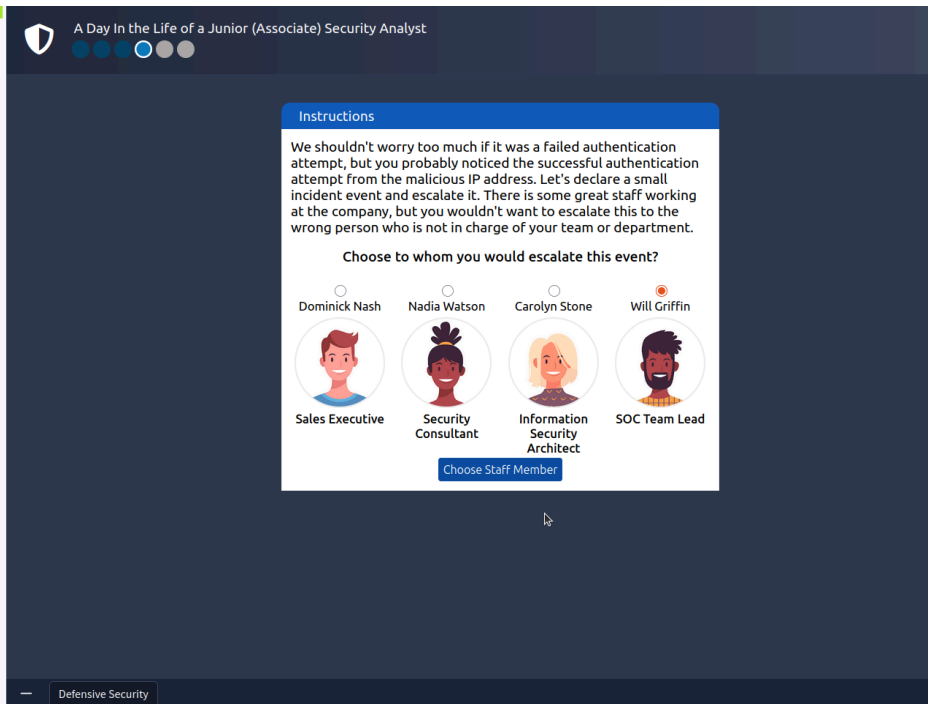 A Day In the Life of a Junior (Associate) Security Analyst
Instructions
We shouldn't worry too much if it was a failed authentication
attempt, but you probably noticed the successful authentication
attempt from the malicious IP address. Let's declare a small
incident event and escalate it. There is some great staff working
at the company, but you wouldn't want to escalate this to the
wrong person who is not in charge of your team or department.
Choose to whom you would escalate this event?
Dominick Nash
Nadia Watson
Carolyn Stone
Will Griffin
Sales Executive
Security
Consultant
Information
Security
Architect
SOC Team Lead
Choose Staff Member
Defensive Security